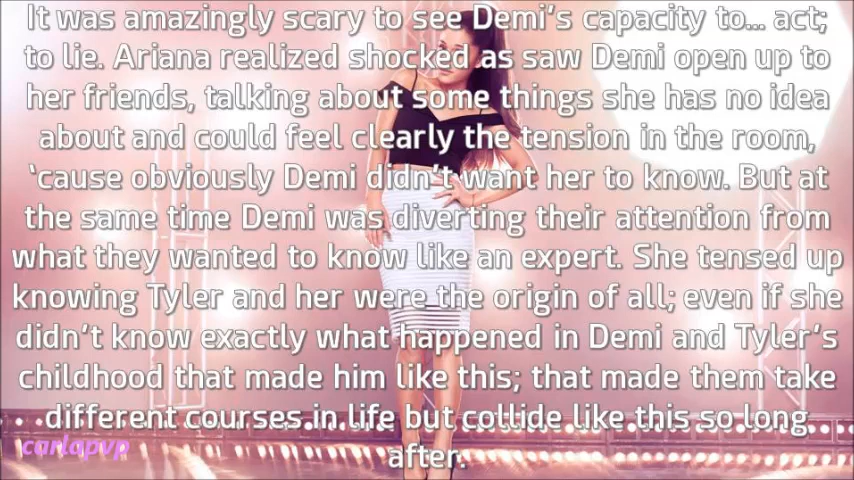 It was amazingly scary to see Demi's capacity to... act;
to lie. Ariana realized shocked as saw Demi open up to
her friends, talking about some things she has no idea
about and could feel clearly the tension in the room,
‘cause obviously Demi didn't want her to know. But at
the same time Demi was diverting their attention from
what they wanted to know like an expert. She tensed up
knowing Tyler and her were the origin of all; even if she
didn't know exactly what happened in Demi and Tyler's
childhood that made him like this; that made them take
different courses in life but collide like this so long
after.
carlapvp